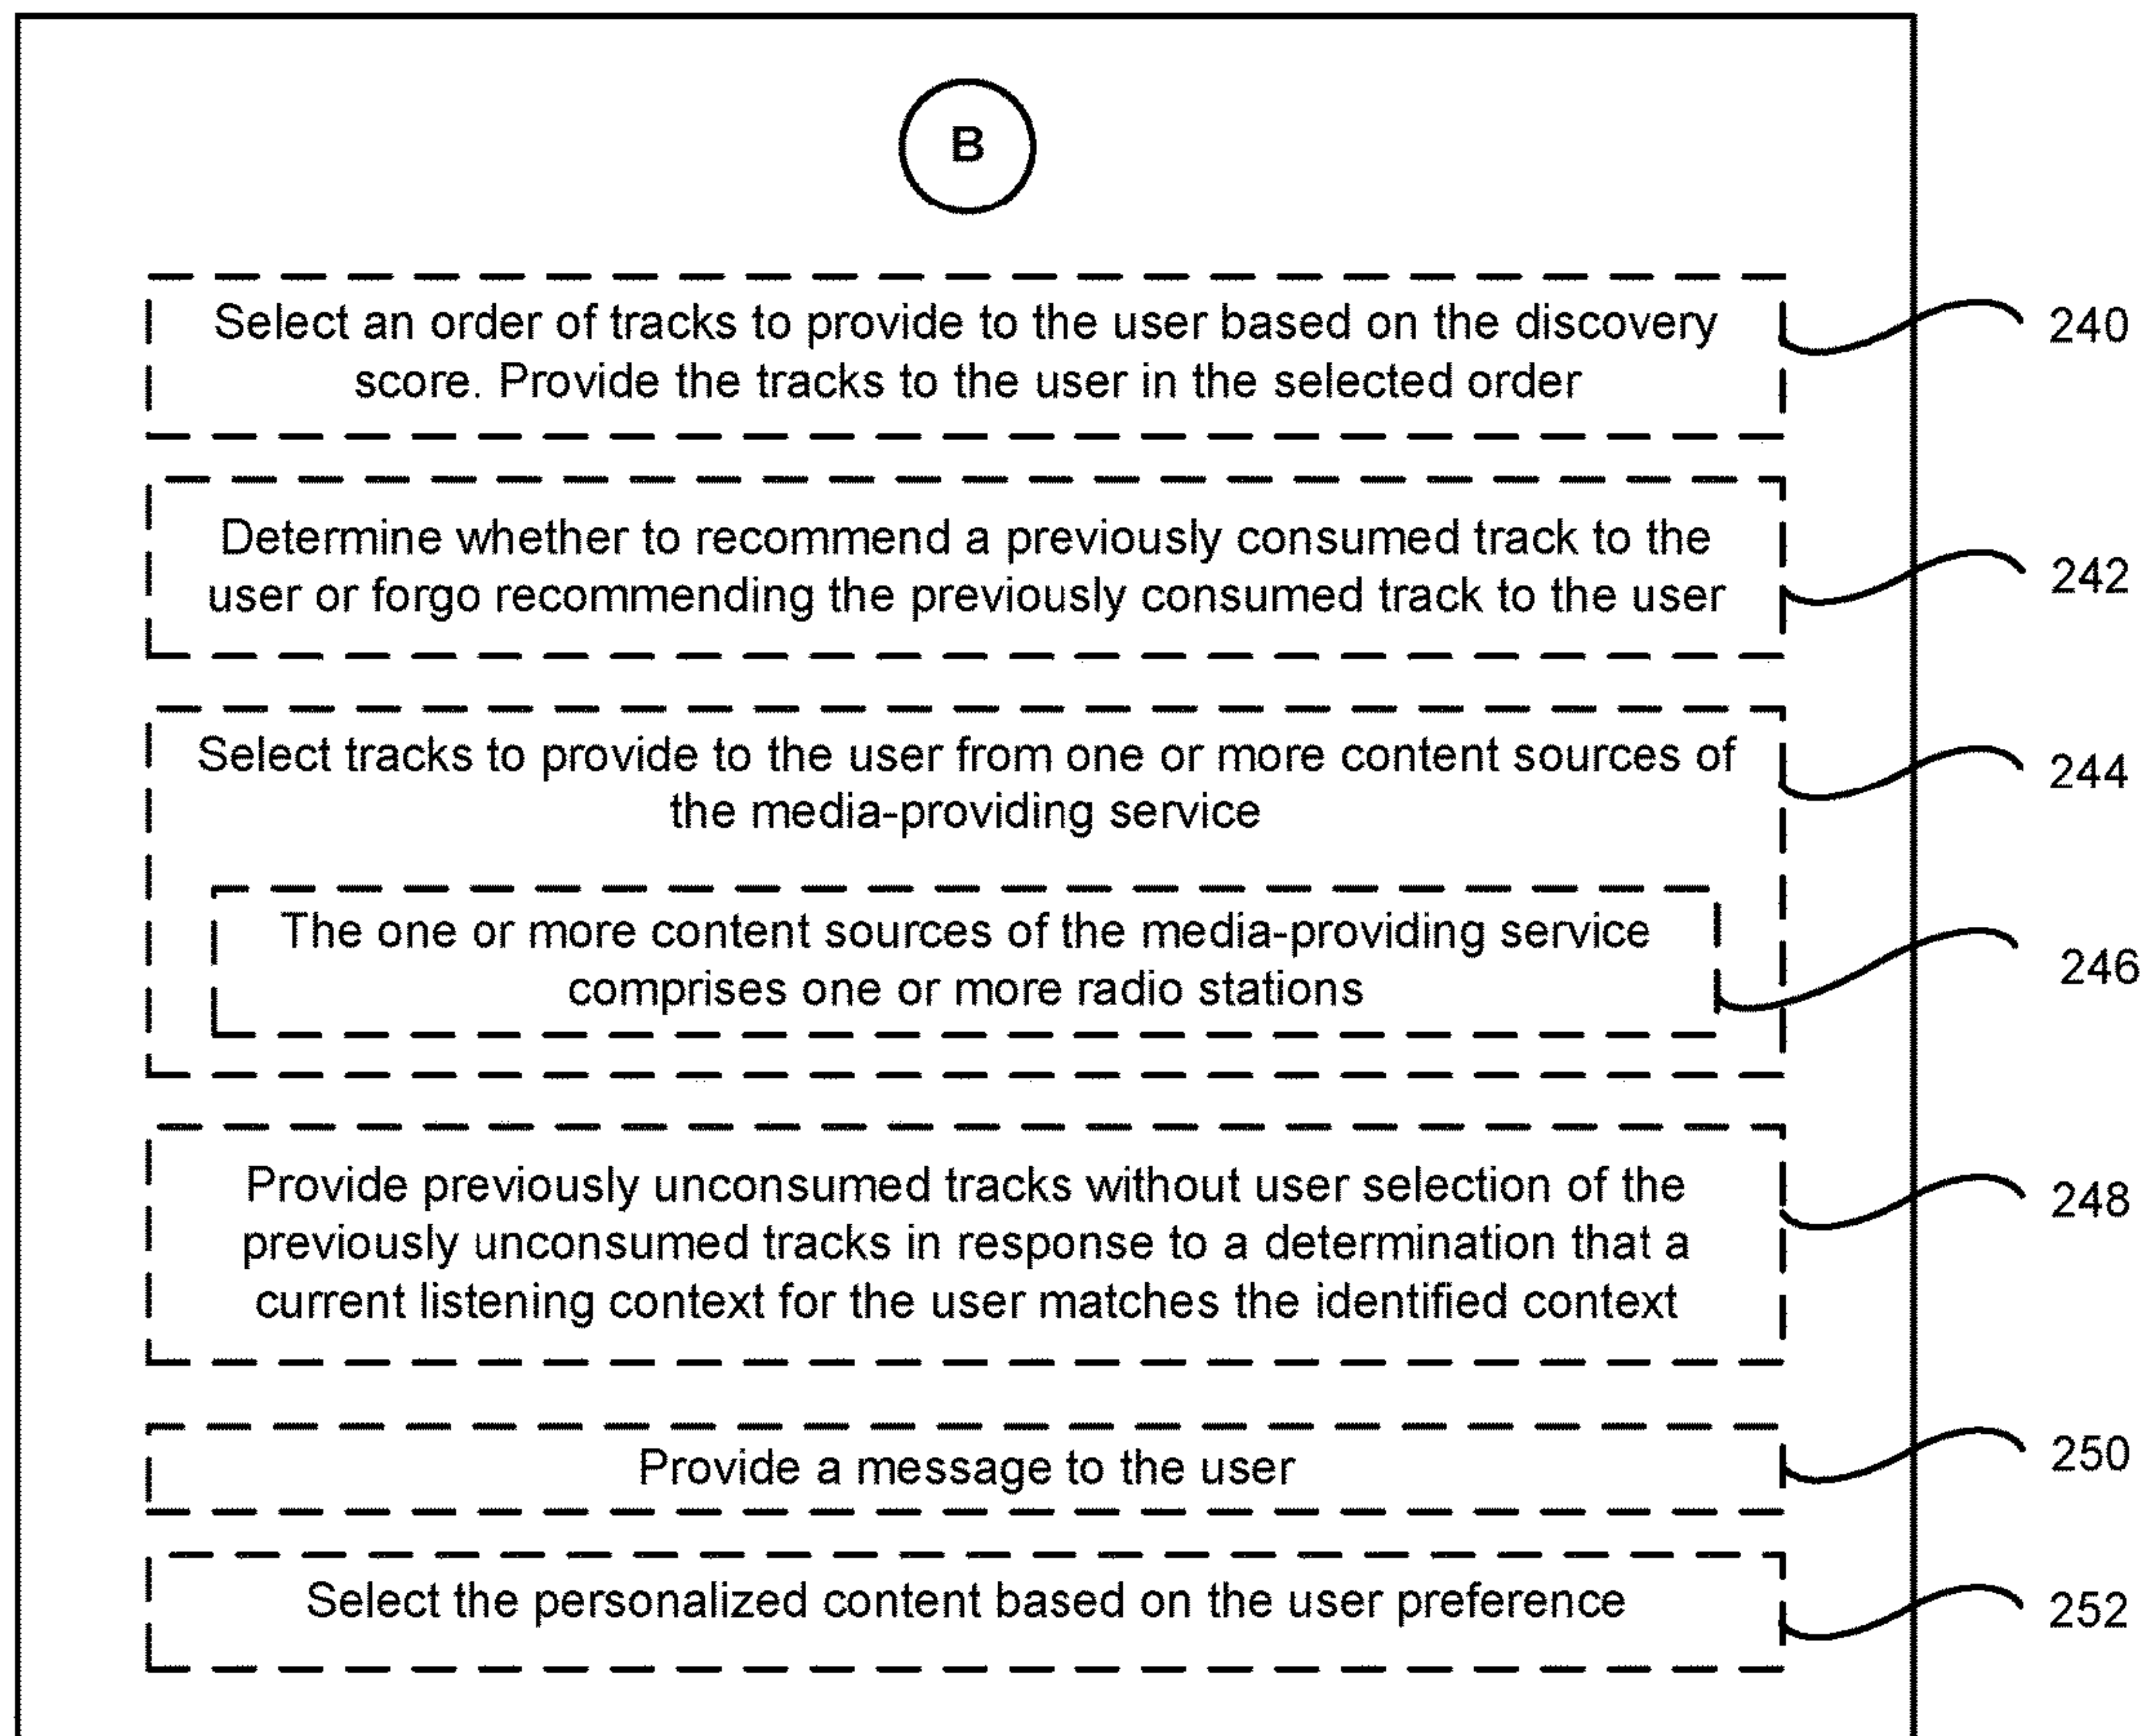 B
Select an order of tracks to provide to the user based on the discovery
score. Provide the tracks to the user in the selected order
240
Determine whether to recommend a previously consumed track to the
user or forgo recommending the previously consumed track to the user
242
Select tracks to provide to the user from one or more content sources of
the media-providing service
244
The one or more content sources of the media-providing service
comprises one or more radio stations
246
Provide previously unconsumed tracks without user selection of the
previously unconsumed tracks in response to a determination that a
current listening context for the user matches the identified context
248
Provide a message to the user
250
Select the personalized content based on the user preference
252